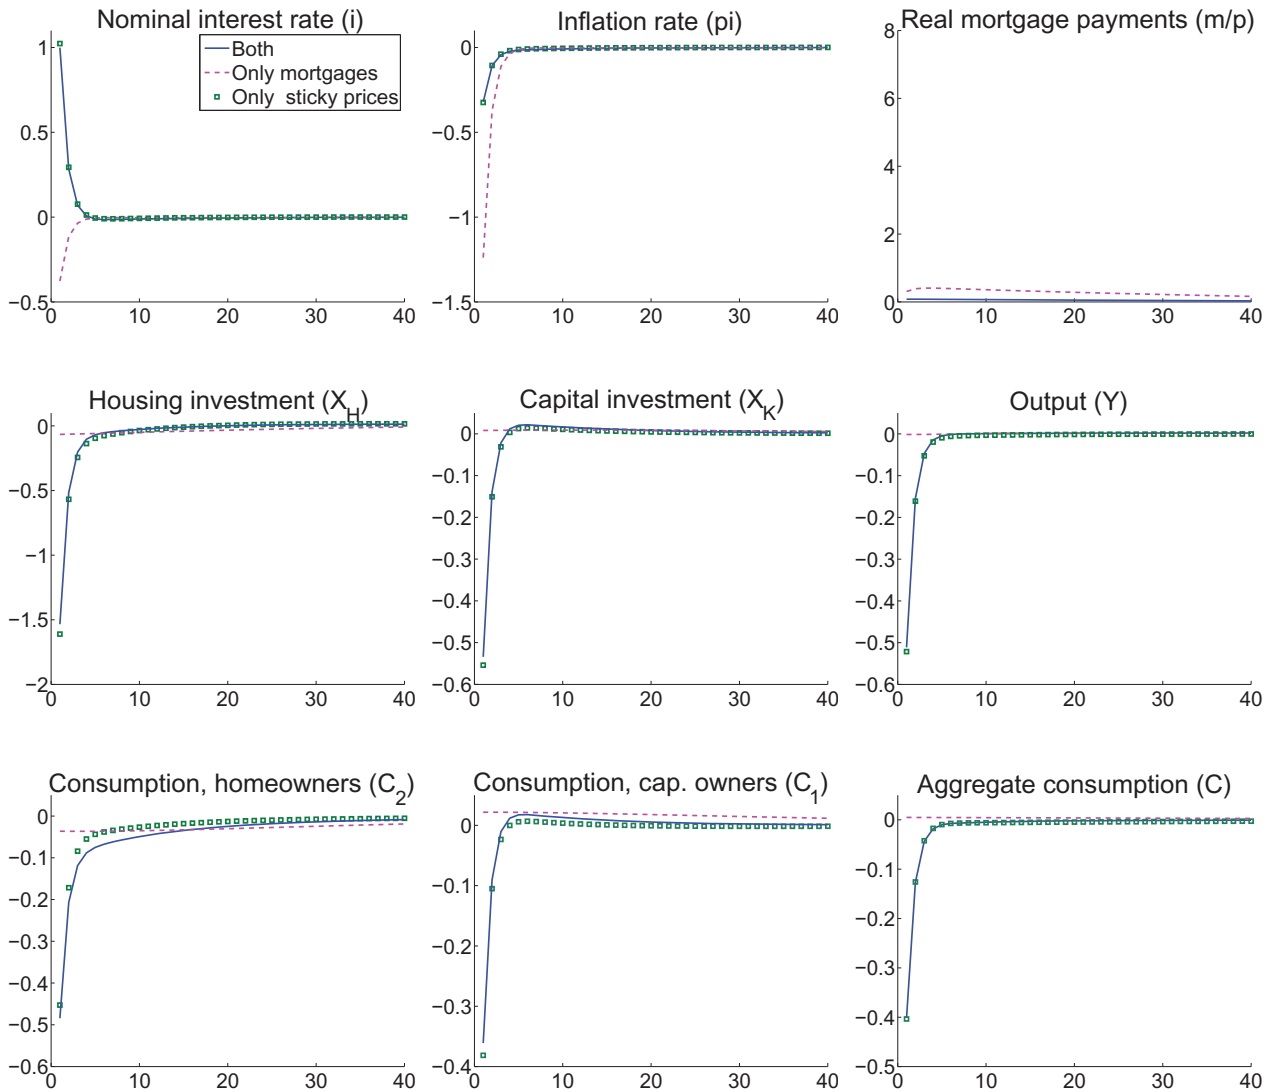 Nominal interest rate (i)
1
0.5
0
−0.5
0 10 20 30 40
Both
Only mortgages
Only sticky prices
Inflation rate (pi)
0
−0.5
−1
−1.5
0 10 20 30 40
Real mortgage payments (m/p)
8
6
4
2
0
0 10 20 30 40
Housing investment (X_H)
0
−0.5
−1
−1.5
−2
0 10 20 30 40
Capital investment (X_K)
0
−0.1
−0.2
−0.3
−0.4
−0.5
−0.6
0 10 20 30 40
Output (Y)
0
−0.1
−0.2
−0.3
−0.4
−0.5
−0.6
0 10 20 30 40
Consumption, homeowners (C_2)
0
−0.1
−0.2
−0.3
−0.4
−0.5
−0.6
0 10 20 30 40
Consumption, cap. owners (C_1)
0
−0.1
−0.2
−0.3
−0.4
0 10 20 30 40
Aggregate consumption (C)
0
−0.1
−0.2
−0.3
−0.4
−0.5
0 10 20 30 40